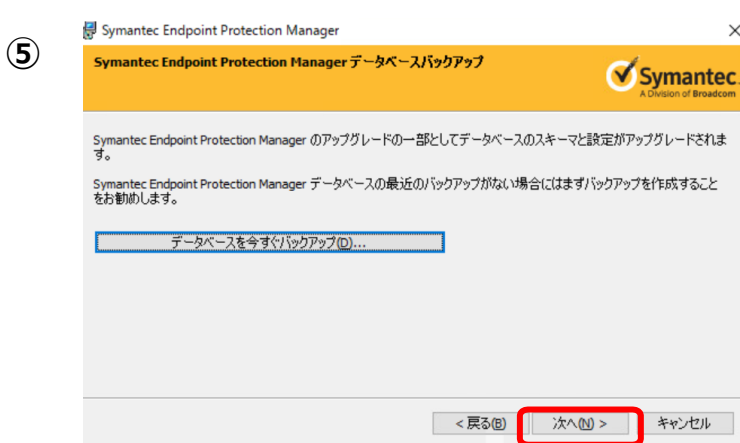 ⑤
Symantec Endpoint Protection Manager
Symantec Endpoint Protection Manager データベースバックアップ
Symantec.
A Division of Broadcom
Symantec Endpoint Protection Manager のアップグレードの一部としてデータベースのスキーマと設定がアップグレードされま
す。
Symantec Endpoint Protection Manager データベースの最近のバックアップがない場合にはまずバックアップを作成すること
をお勧めします。
データベースを今すぐバックアップ(D)...
< 戻る(B)
次へ(N) >
キャンセル